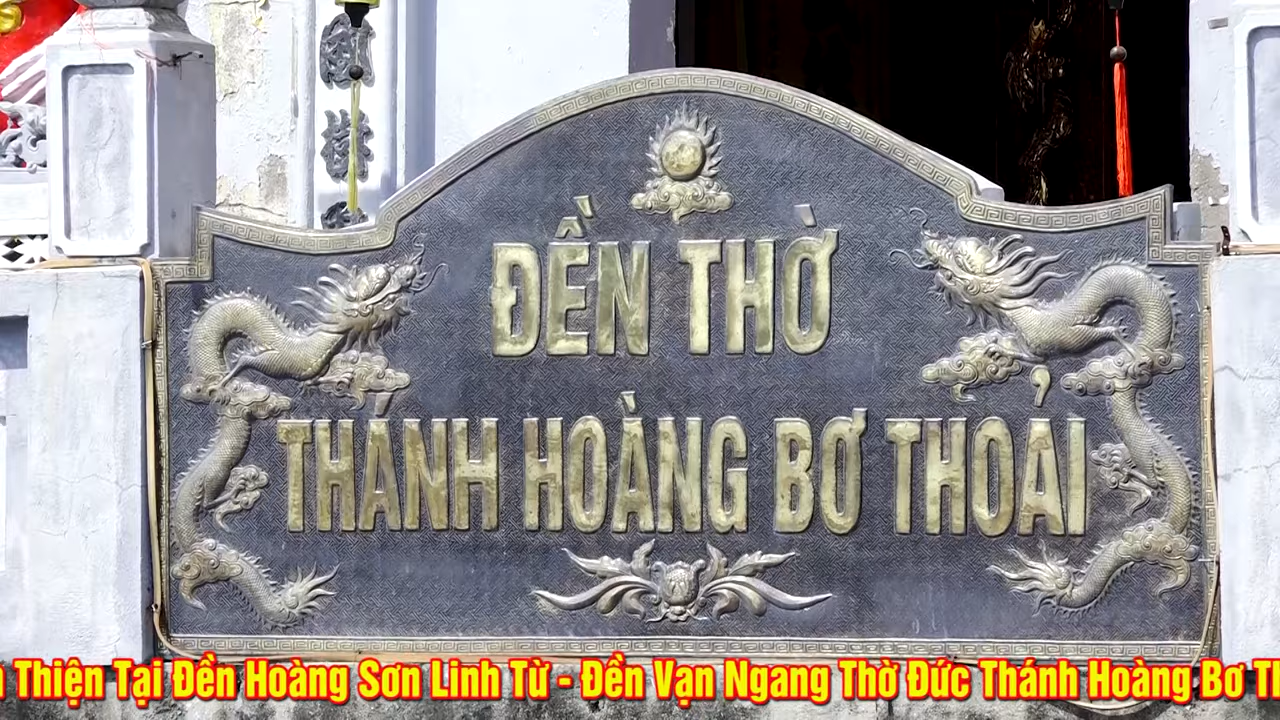 ĐỀN THỜ
THÁNH HOÀNG BƠ THOẢI
Thiện Tại Đền Hoàng Sơn Linh Từ - Đền Vạn Ngang Thờ Đức Thánh Hoàng Bơ